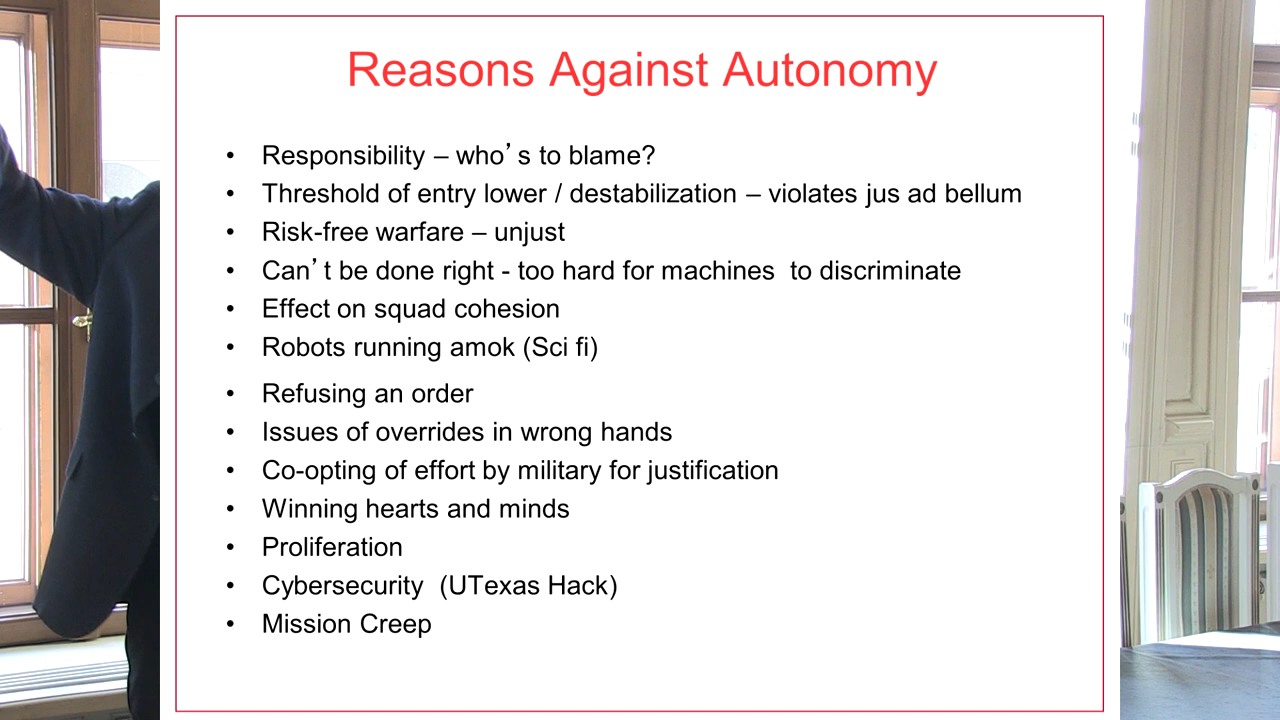 Reasons Against Autonomy
• Responsibility – who’s to blame?
• Threshold of entry lower / destabilization – violates jus ad bellum
• Risk-free warfare – unjust
• Can’t be done right - too hard for machines to discriminate
• Effect on squad cohesion
• Robots running amok (Sci fi)
• Refusing an order
• Issues of overrides in wrong hands
• Co-opting of effort by military for justification
• Winning hearts and minds
• Proliferation
• Cybersecurity (UTexas Hack)
• Mission Creep